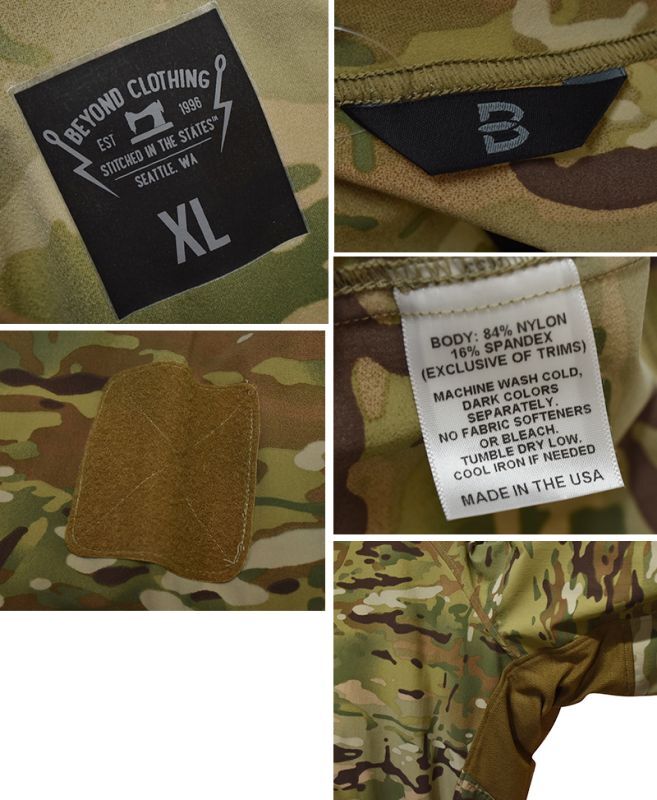 BEYOND CLOTHING
EST 1996
STITCHED IN THE STATES™
SEATTLE, WA
XL
B
BODY: 84% NYLON
16% SPANDEX
(EXCLUSIVE OF TRIMS)
MACHINE WASH COLD,
DARK COLORS
SEPARATELY.
NO FABRIC SOFTENERS
OR BLEACH.
TUMBLE DRY LOW.
COOL IRON IF NEEDED
MADE IN THE USA